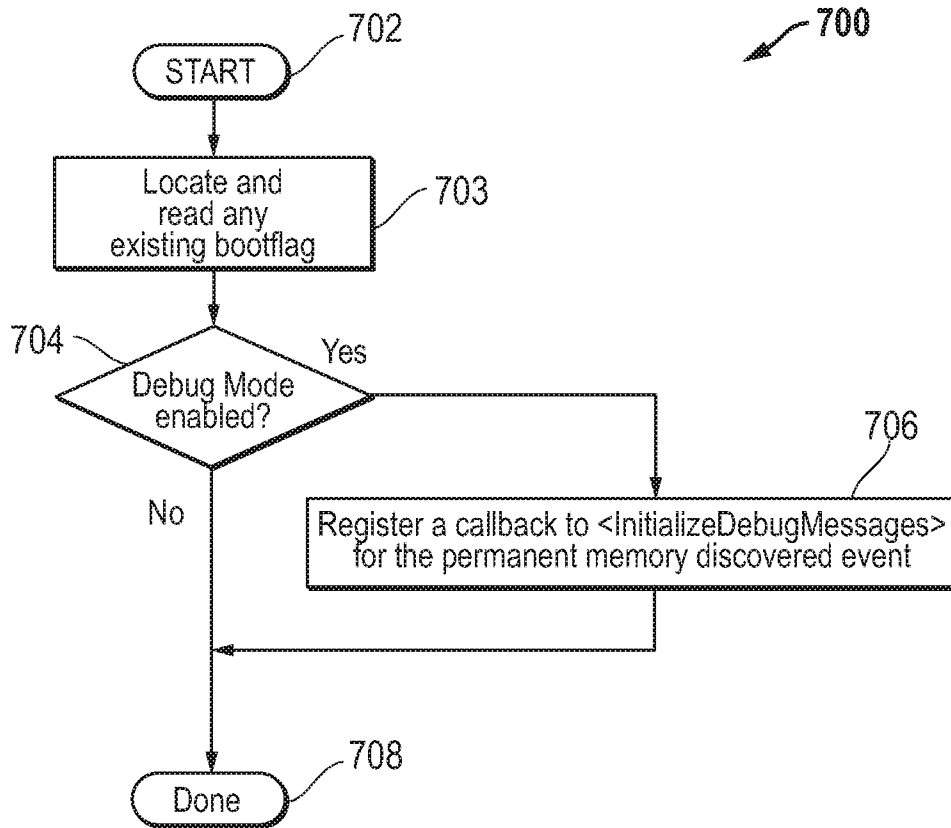 700
702
START
Locate and
read any
existing bootflag
703
704
Yes
Debug Mode
enabled?
706
No
Register a callback to <InitializeDebugMessages>
for the permanent memory discovered event
708
Done